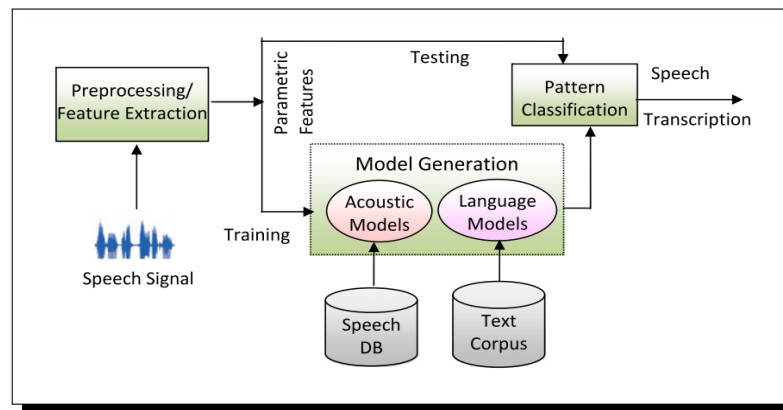 Preprocessing/
Feature Extraction
Speech Signal
Parametric
Features
Testing
Training
Model Generation
Acoustic
Models
Language
Models
Speech
DB
Text
Corpus
Pattern
Classification
Speech
Transcription